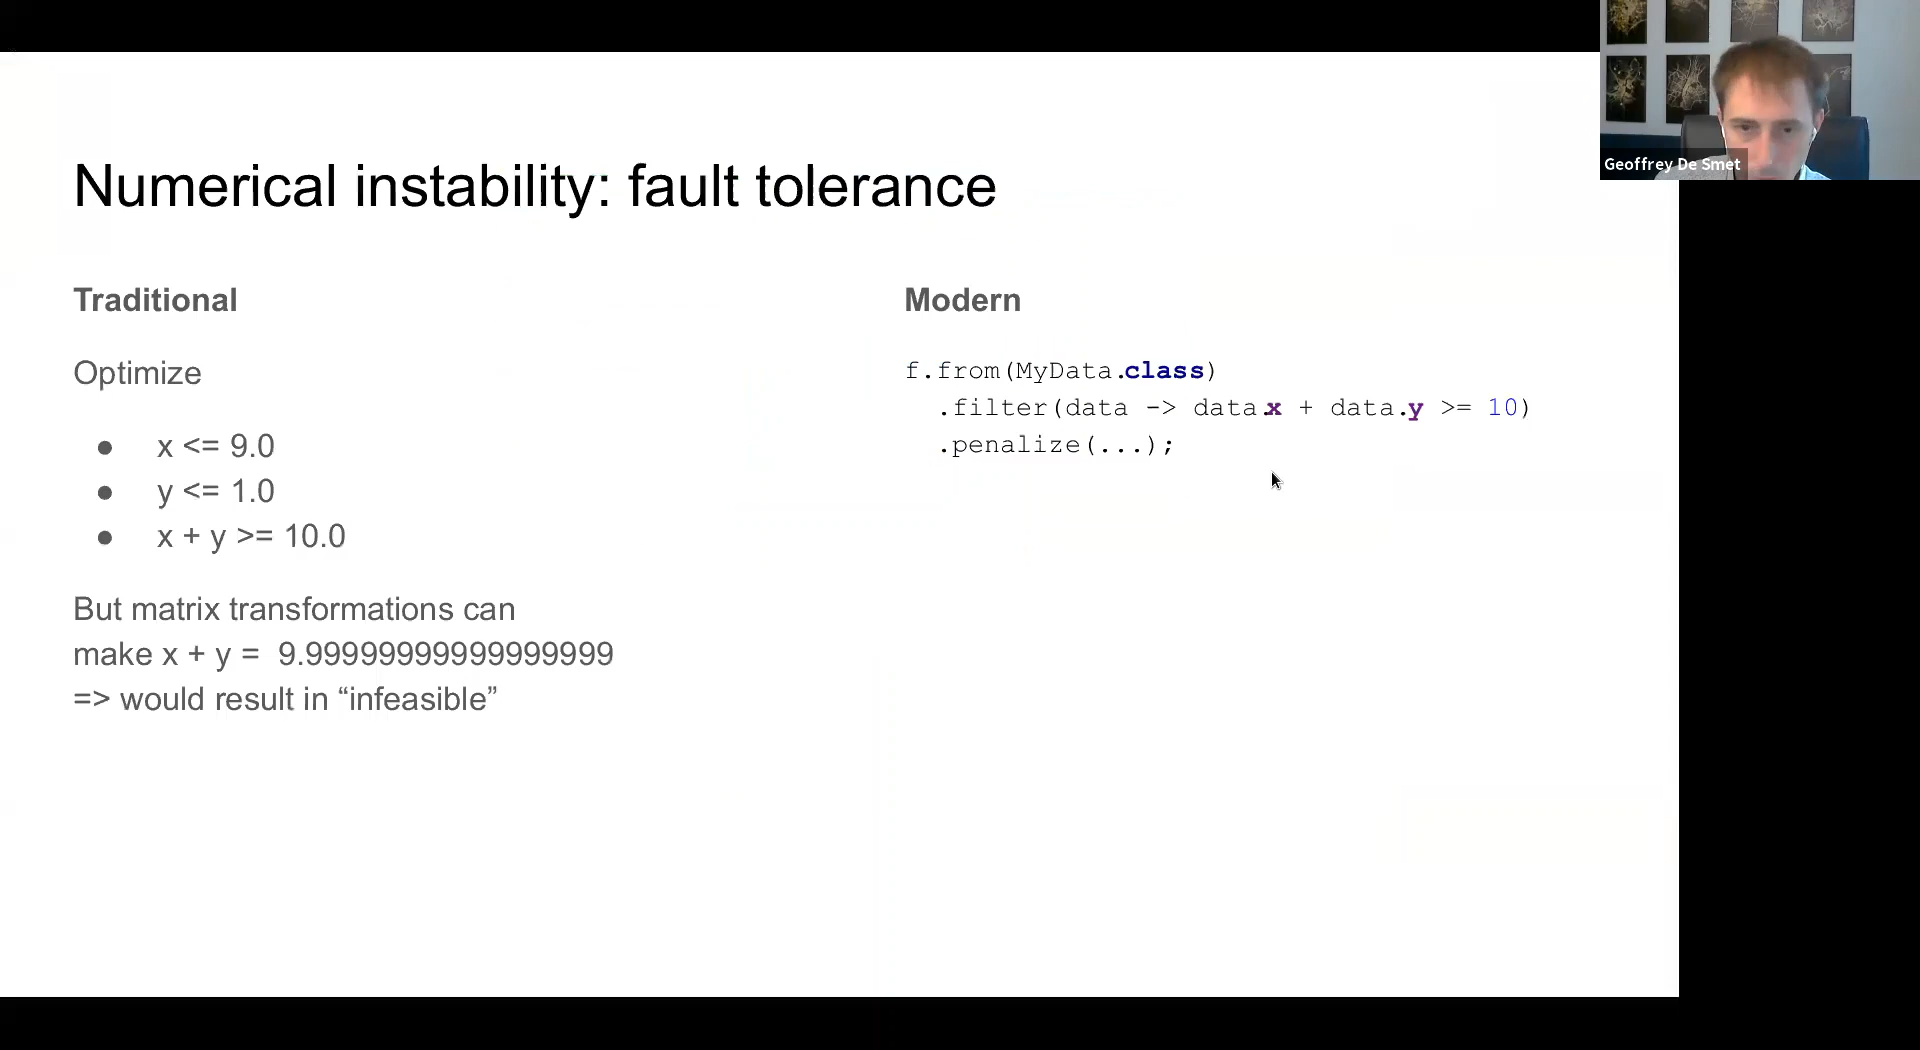 Numerical instability: fault tolerance
Traditional
Optimize
● x <= 9.0
● y <= 1.0
● x + y >= 10.0
But matrix transformations can
make x + y = 9.99999999999999999
=> would result in “infeasible”
Modern
f.from(MyData.class)
.filter(data -> data.x + data.y >= 10)
.penalize(...);
Geoffrey De Smet